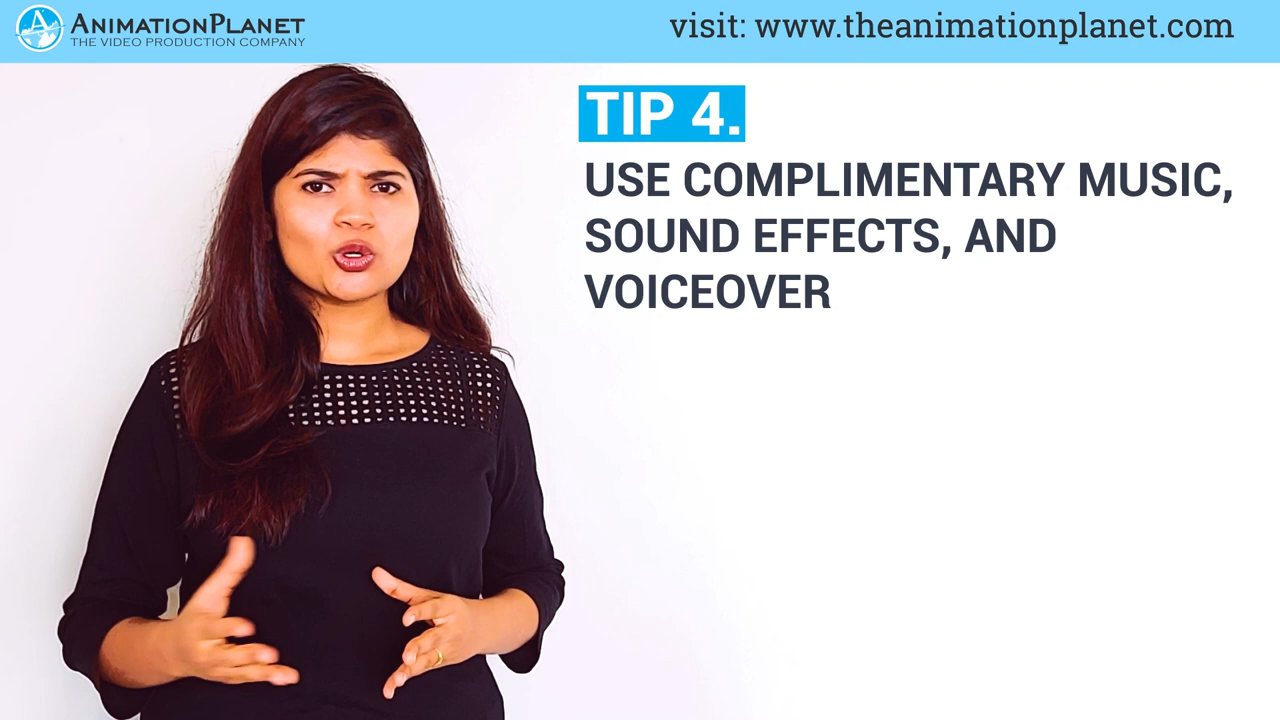 ANIMATIONPLANET
THE VIDEO PRODUCTION COMPANY
visit: www.theanimationplanet.com
TIP 4.
USE COMPLIMENTARY MUSIC,
SOUND EFFECTS, AND
VOICEOVER